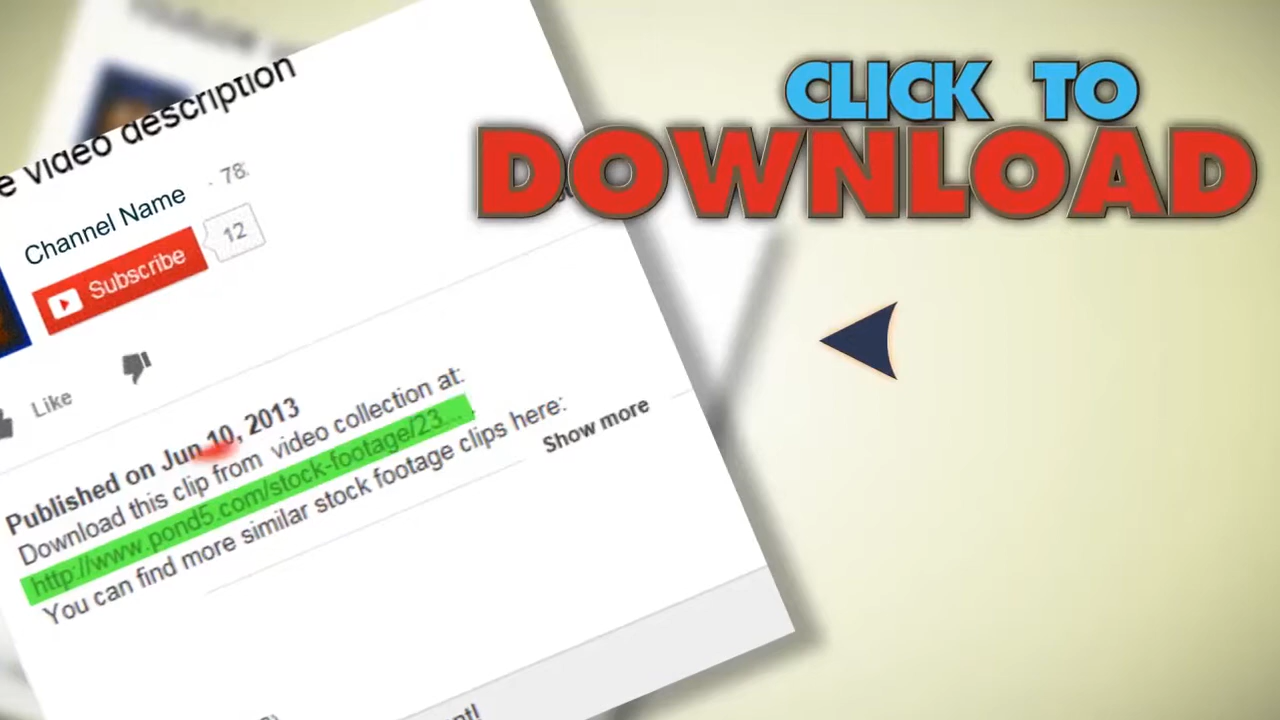 CLICK TO
DOWNLOAD
e video description
78
Channel Name
Subscribe
12
Like
Published on Jun 10, 2013
Download this clip from video collection at:
http://www.pond5.com/stock-footage/23...
You can find more similar stock footage clips here:
Show more